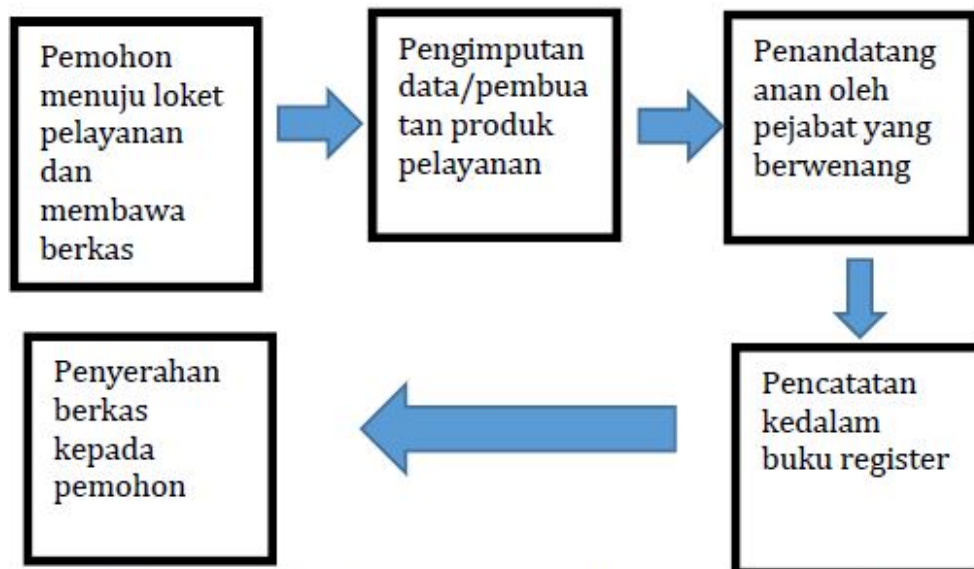 Pemohon
menuju loket
pelayanan
dan
membawa
berkas
Pengimputan
data/pembua
tan produk
pelayanan
Penandatang
anan oleh
pejabat yang
berwenang
Pencatatan
kedalam
buku register
Penyerahan
berkas
kepada
pemohon